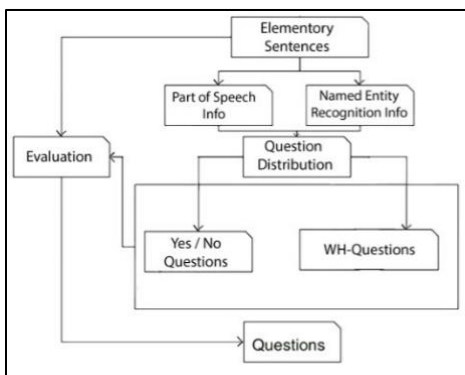 Elementory
Sentences
Part of Speech
Info
Named Entity
Recognition Info
Evaluation
Question
Distribution
Yes / No
Questions
WH-Questions
Questions